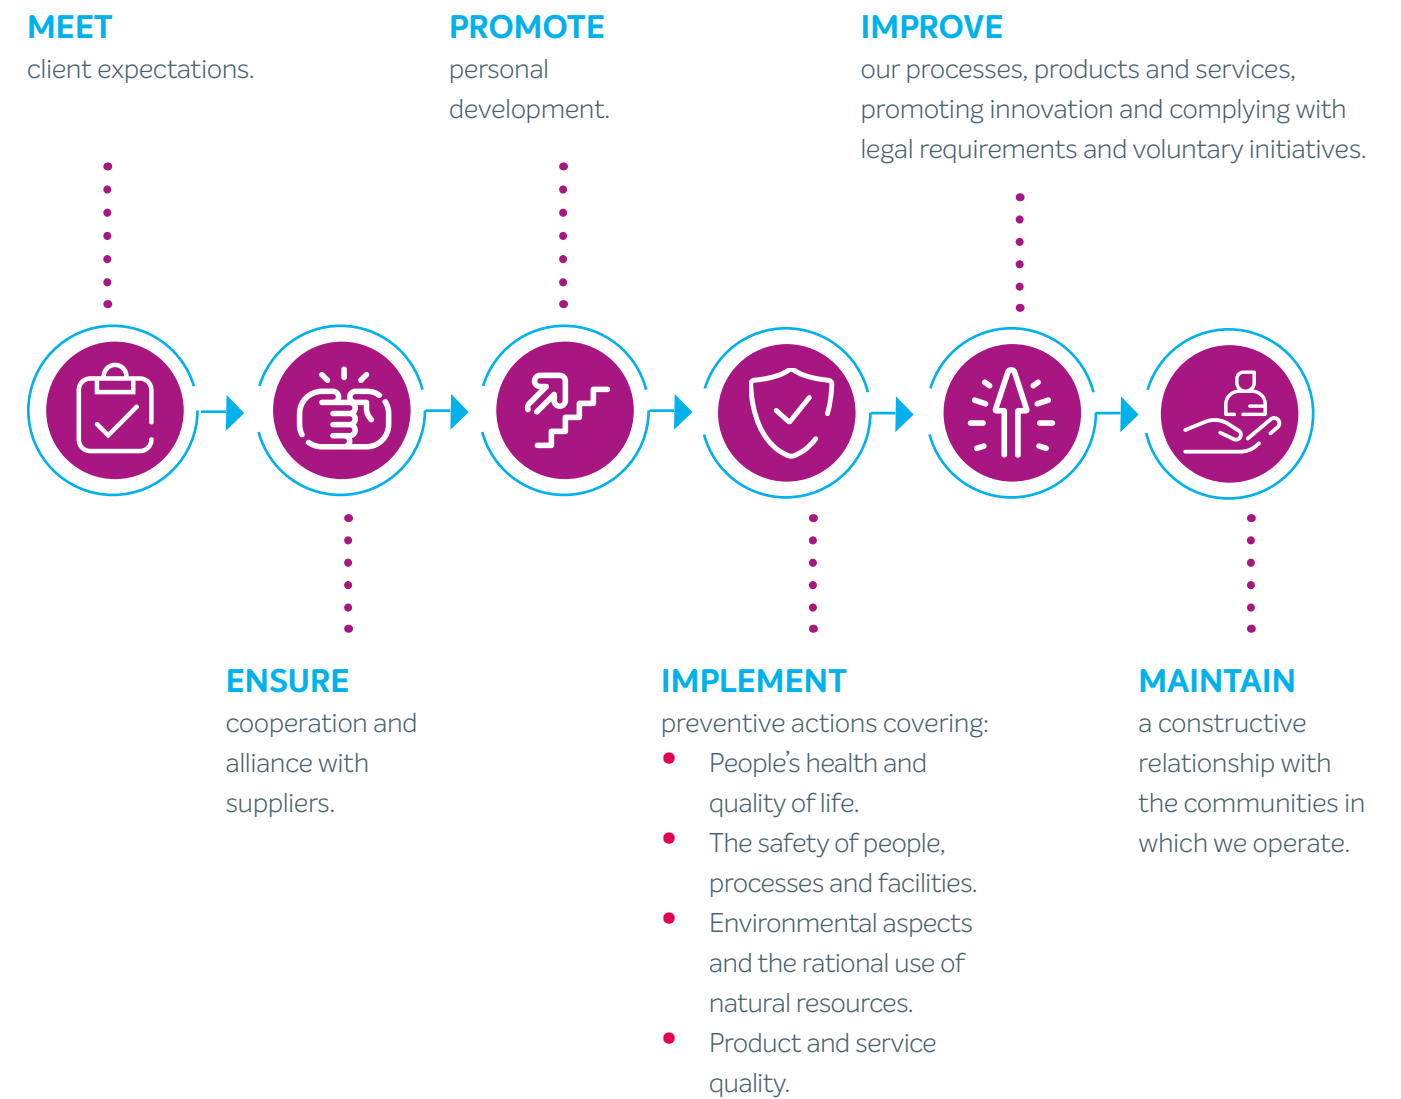 MEET
client expectations.
PROMOTE
personal
development.
IMPROVE
our processes, products and services,
promoting innovation and complying with
legal requirements and voluntary initiatives.
ENSURE
cooperation and
alliance with
suppliers.
IMPLEMENT
preventive actions covering:
• People’s health and
quality of life.
• The safety of people,
processes and facilities.
• Environmental aspects
and the rational use of
natural resources.
• Product and service
quality.
MAINTAIN
a constructive
relationship with
the communities in
which we operate.